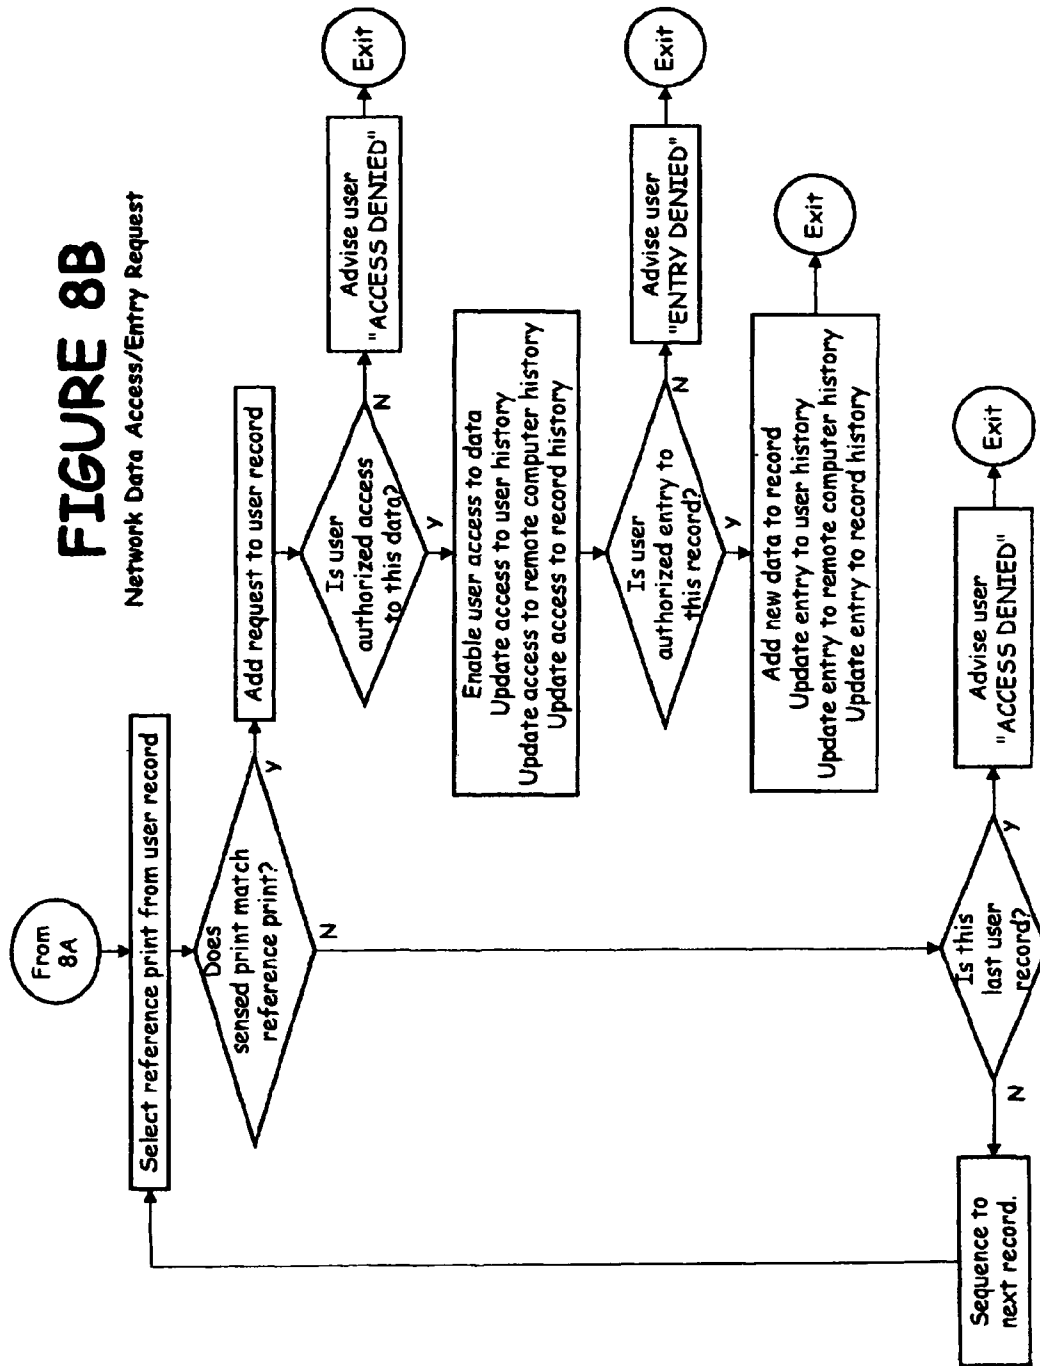 FIGURE 8B
Network Data Access/Entry Request
From
8A
Select reference print from user record
Does
sensed print match
reference print?
Y
N
Add request to user record
Is user
authorized access
to this data?
N
Y
Advise user
"ACCESS DENIED"
Exit
Enable user access to data
Update access to user history
Update access to remote computer history
Update access to record history
Is user
authorized entry to
this record?
N
Y
Advise user
"ENTRY DENIED"
Exit
Add new data to record
Update entry to user history
Update entry to remote computer history
Update entry to record history
Exit
Is this
last user
record?
Y
N
Advise user
"ACCESS DENIED"
Exit
Sequence to
next record.